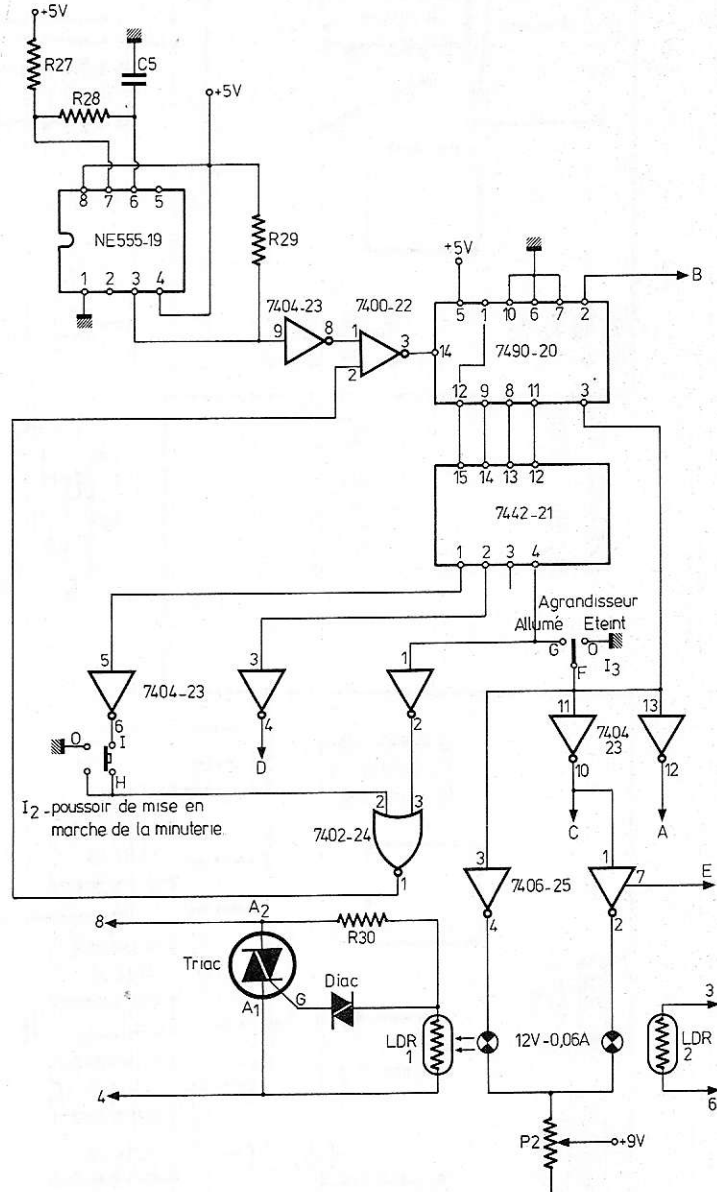 +5V
R27
C5
R28
+5V
8 7 6 5
NE555-19
1 2 3 4
R29
7404-23
9 8
7400-22
1
2
3
+5V
5 1 10 6 7 2
B
14
7490-20
12 9 8 11 3
15 14 13 12
7442-21
1 2 3 4
Agrandisseur
Allumé Eteint
G O
F I3
5
7404-23
6
3
4
D
1
2
11
7404
23
10
13
12
C
A
O I
H
I2_poussoir de mise en
marche de la minuterie.
2 3
7402-24
1
3
7406-25
4
1
7
2
E
8
A2
R30
Triac
Diac
G
A1
LDR
1
12V-0,06A
3
LDR
2
4
6
P2
+9V